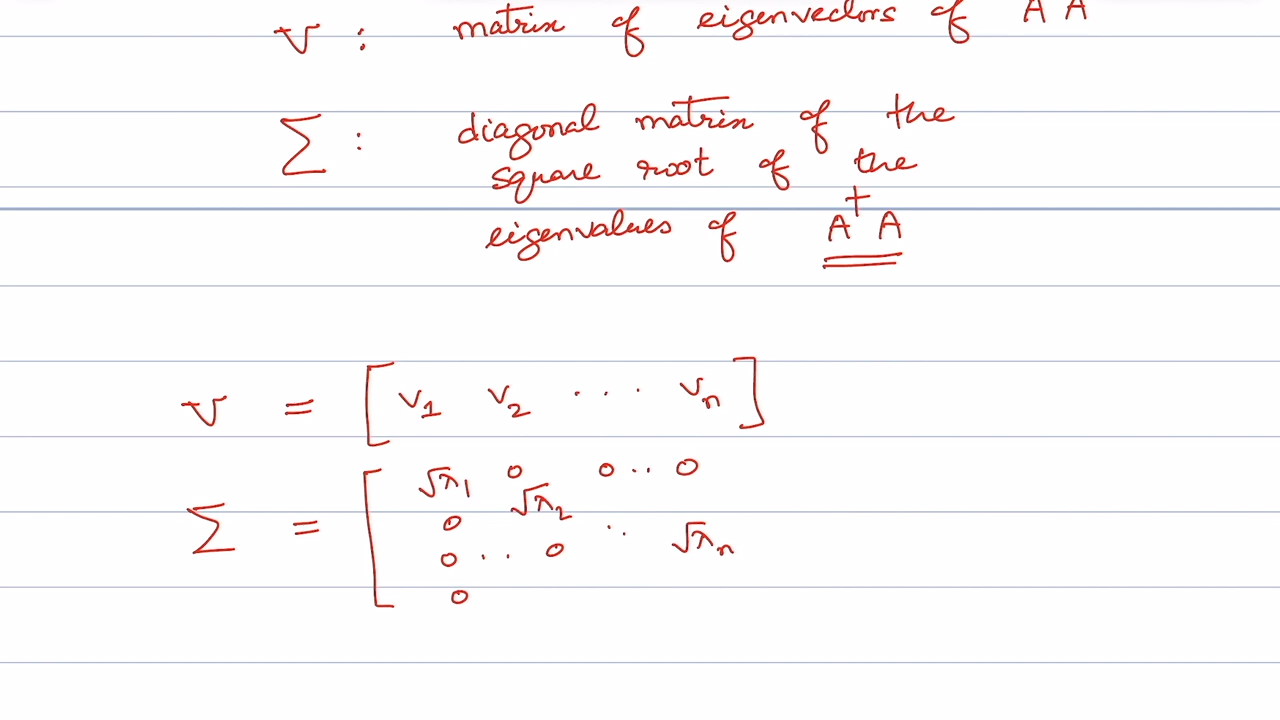 V : matrix of eigenvectors of A A
Σ : diagonal matrix of the
square root of the
eigenvalues of A† A
V = [ v₁ v₂ ... vₙ ]
Σ = [ √λ₁ 0 0 .. 0
0 √λ₂
0 .. 0 .. √λₙ
0